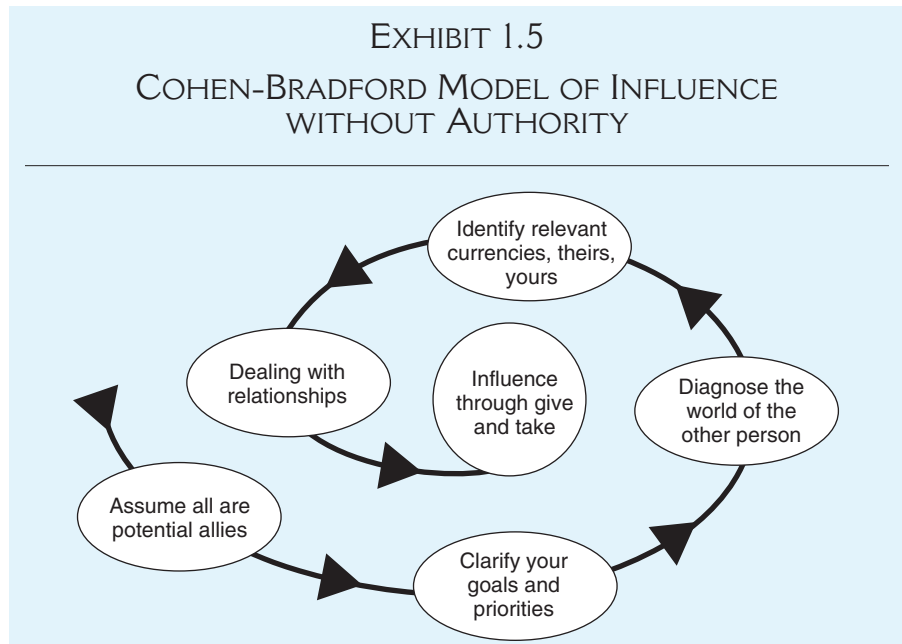 EXHIBIT 1.5
COHEN-BRADFORD MODEL OF INFLUENCE
WITHOUT AUTHORITY
Identify relevant
currencies, theirs,
yours
Dealing with
relationships
Influence
through give
and take
Diagnose the
world of the
other person
Assume all are
potential allies
Clarify your
goals and
priorities